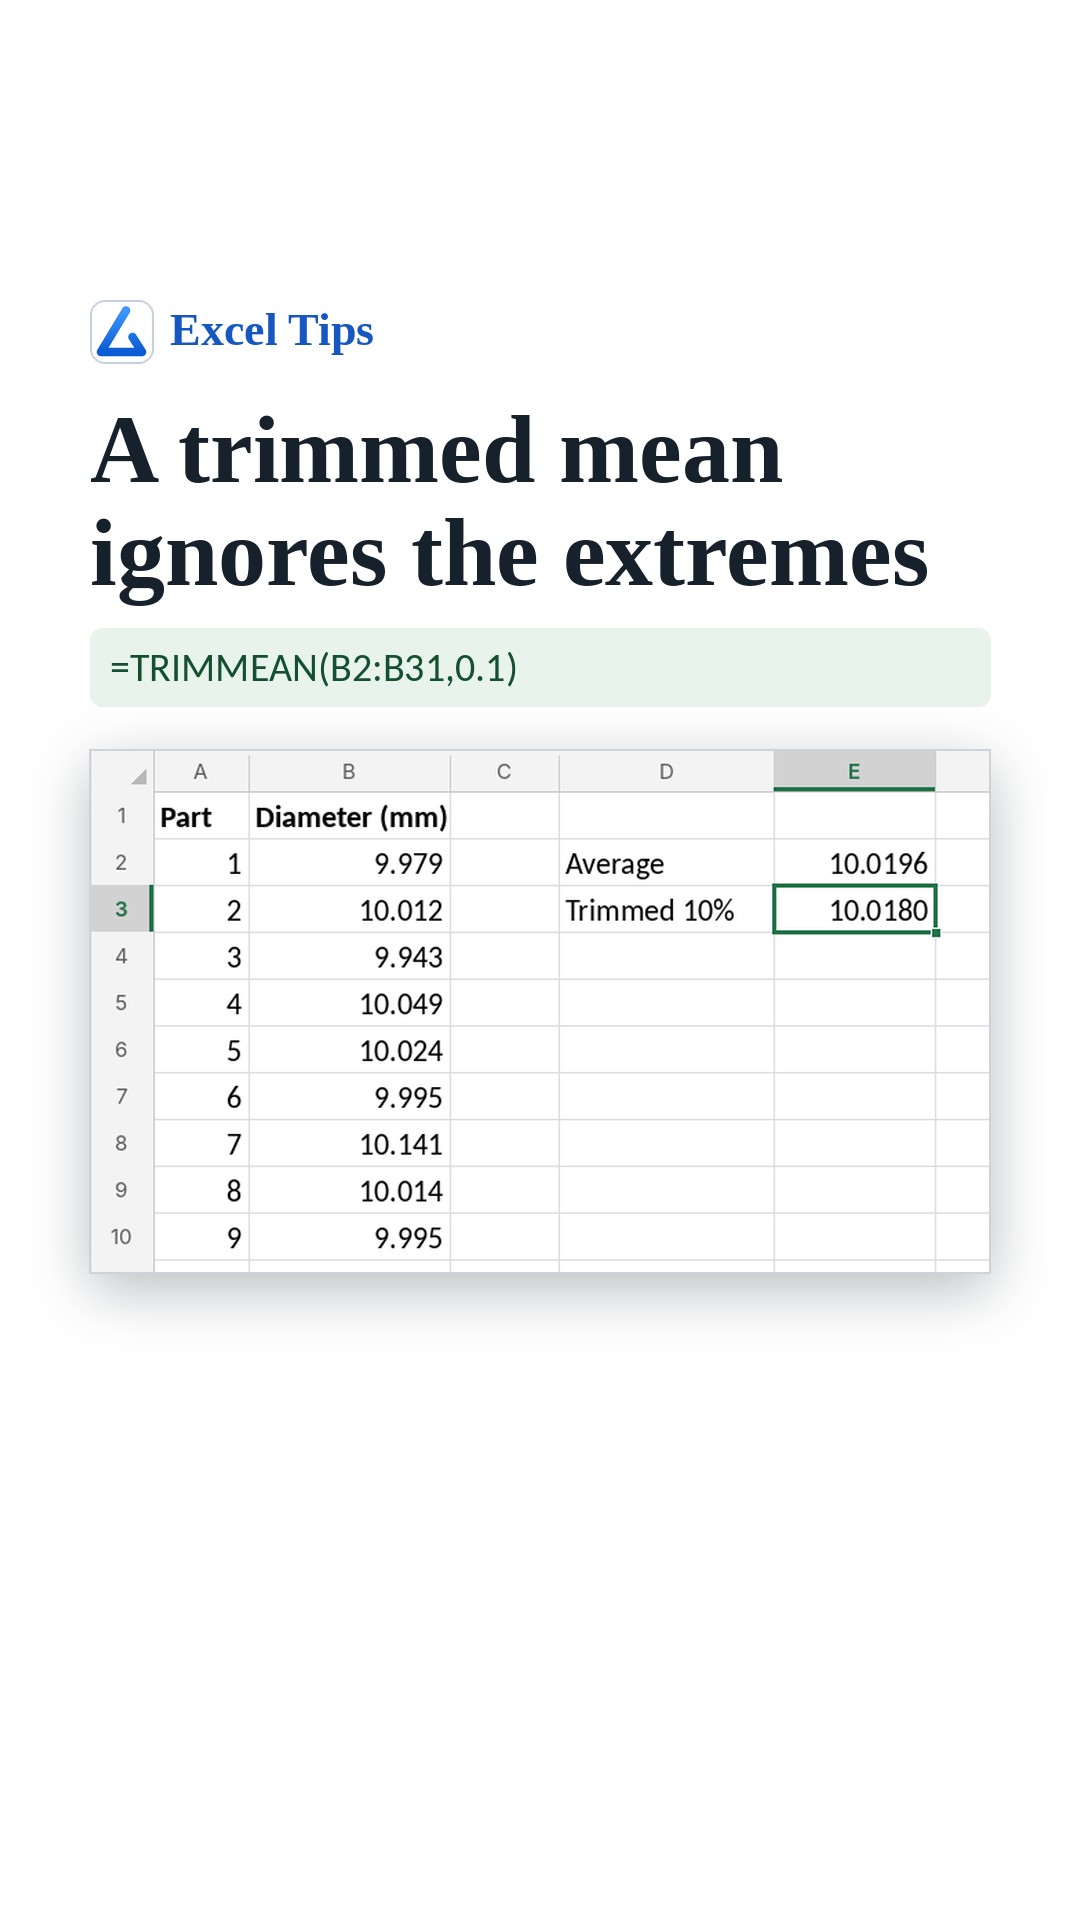 Excel Tips
A trimmed mean
ignores the extremes
=TRIMMEAN(B2:B31,0.1)
A B C D E
1 Part Diameter (mm)
2 1 9.979 Average 10.0196
3 2 10.012 Trimmed 10% 10.0180
4 3 9.943
5 4 10.049
6 5 10.024
7 6 9.995
8 7 10.141
9 8 10.014
10 9 9.995